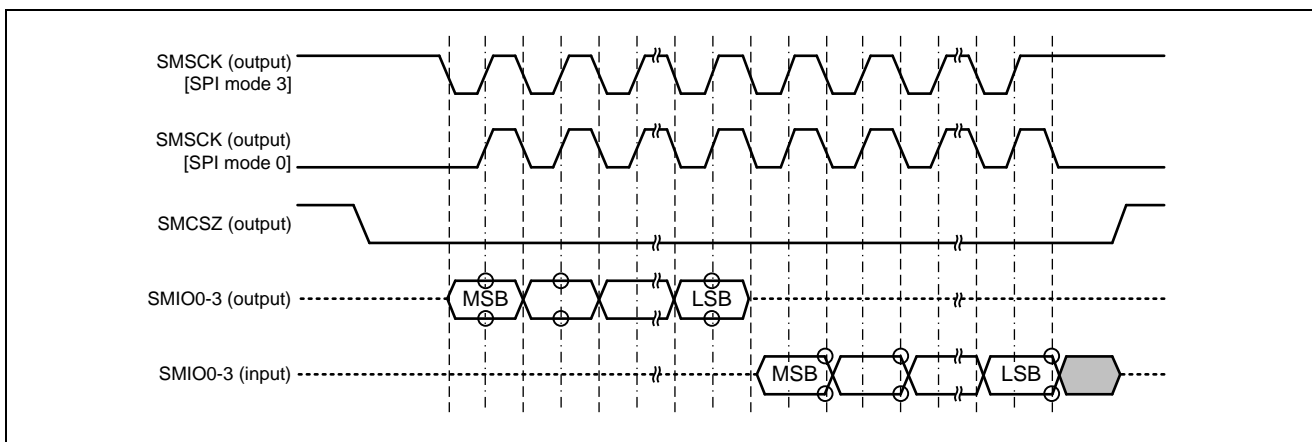 SMSCK (output)
[SPI mode 3]
SMSCK (output)
[SPI mode 0]
SMCSZ (output)
SMIO0-3 (output)
MSB
LSB
SMIO0-3 (input)
MSB
LSB